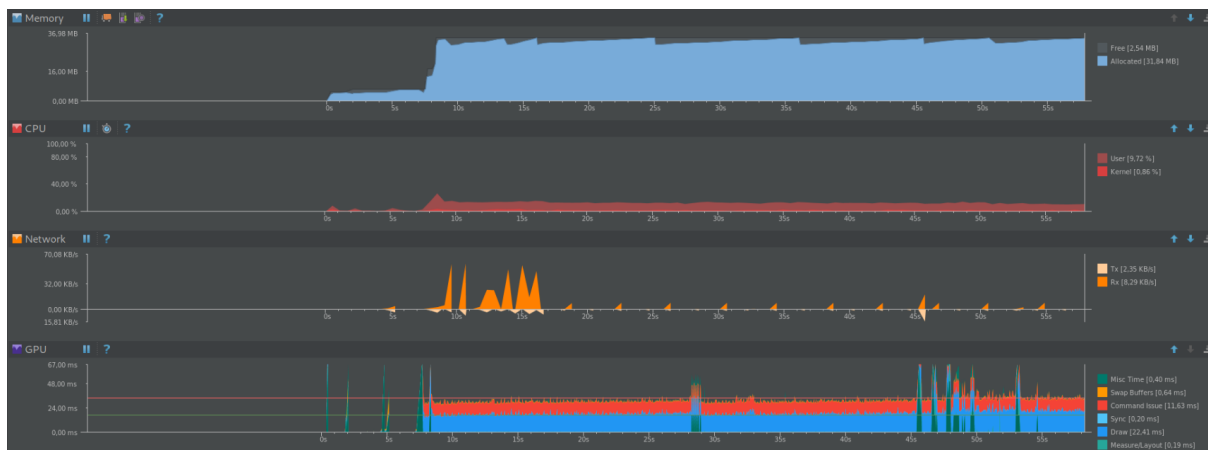 Memory ?
36,98 MB
16,00 MB
0,00 MB
Free [2,54 MB]
Allocated [31,84 MB]
0s 5s 10s 15s 20s 25s 30s 35s 40s 45s 50s 55s
CPU ?
100,00 %
80,00 %
40,00 %
0,00 %
User [9,72 %]
Kernel [0,86 %]
0s 5s 10s 15s 20s 25s 30s 35s 40s 45s 50s 55s
Network ?
70,08 KB/s
32,00 KB/s
0,00 KB/s
15,81 KB/s
Tx [2,35 KB/s]
Rx [8,29 KB/s]
0s 5s 10s 15s 20s 25s 30s 35s 40s 45s 50s 55s
GPU ?
67,00 ms
48,00 ms
24,00 ms
0,00 ms
Misc Time [0,40 ms]
Swap Buffers [0,64 ms]
Command Issue [11,63 ms]
Sync [0,20 ms]
Draw [22,41 ms]
Measure/Layout [0,19 ms]
0s 5s 10s 15s 20s 25s 30s 35s 40s 45s 50s 55s